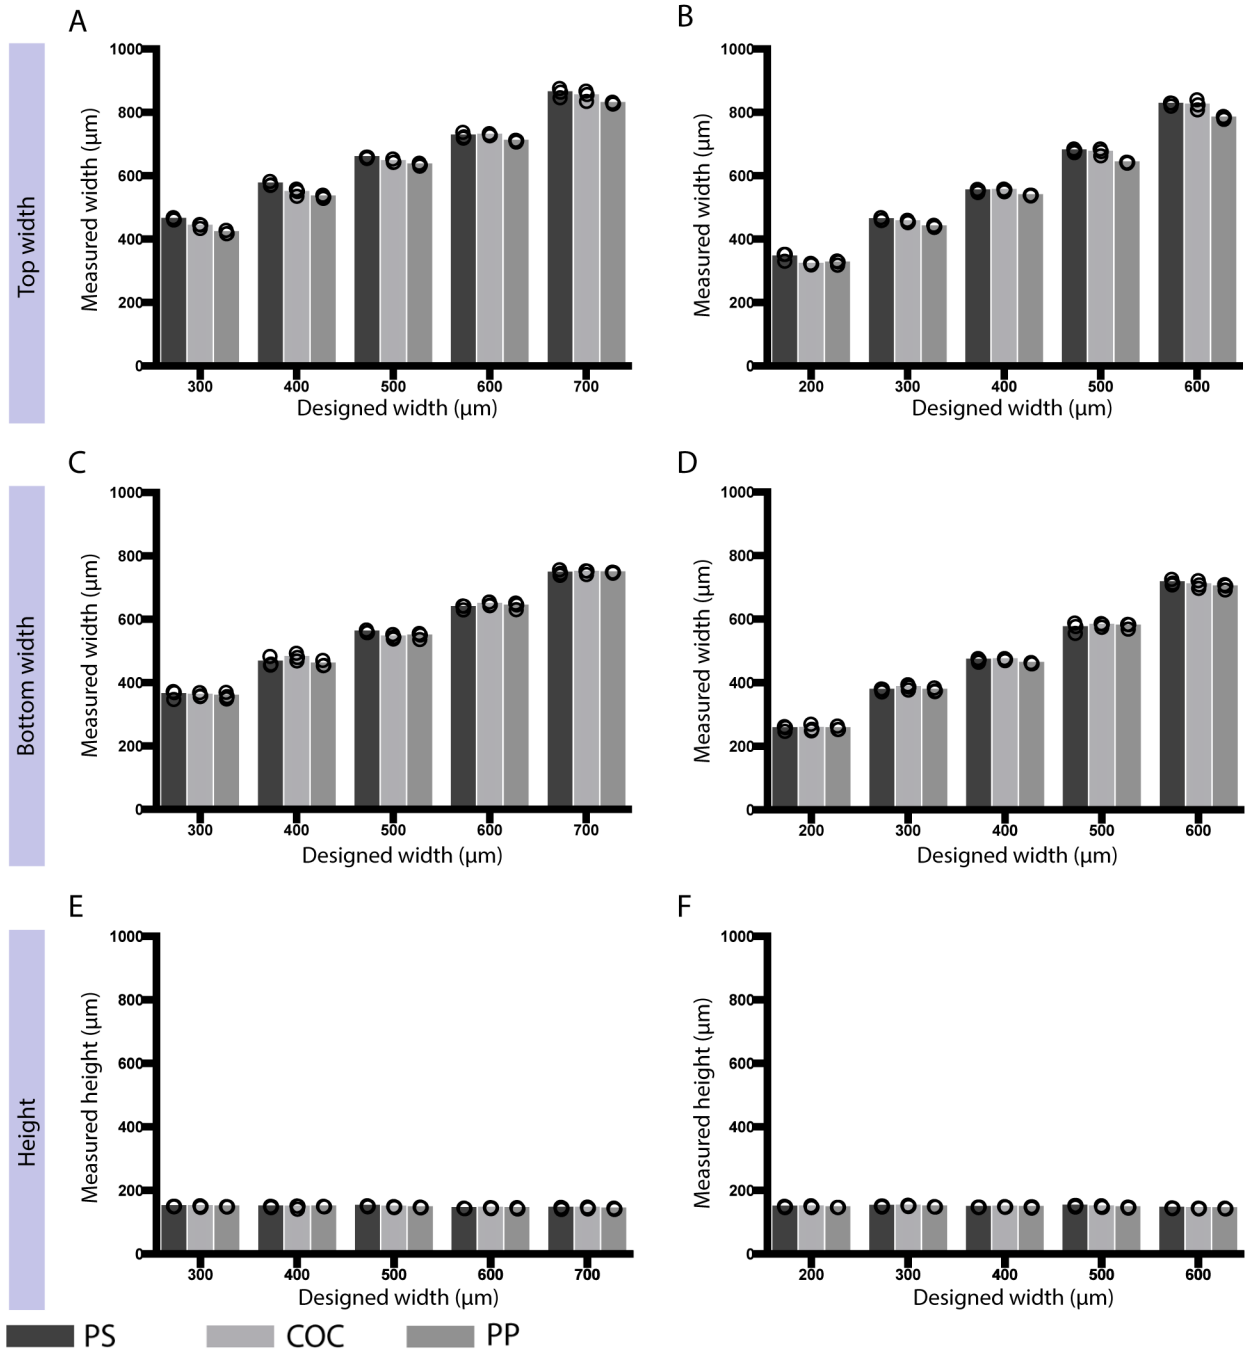 A
B
Top width
Measured width (µm)
1000
800
600
400
200
0
300 400 500 600 700
Designed width (µm)
Measured width (µm)
1000
800
600
400
200
0
200 300 400 500 600
Designed width (µm)
C
D
Bottom width
Measured width (µm)
1000
800
600
400
200
0
300 400 500 600 700
Designed width (µm)
Measured width (µm)
1000
800
600
400
200
0
200 300 400 500 600
Designed width (µm)
E
F
Height
Measured height (µm)
1000
800
600
400
200
0
300 400 500 600 700
Designed width (µm)
Measured height (µm)
1000
800
600
400
200
0
200 300 400 500 600
Designed width (µm)
PS COC PP